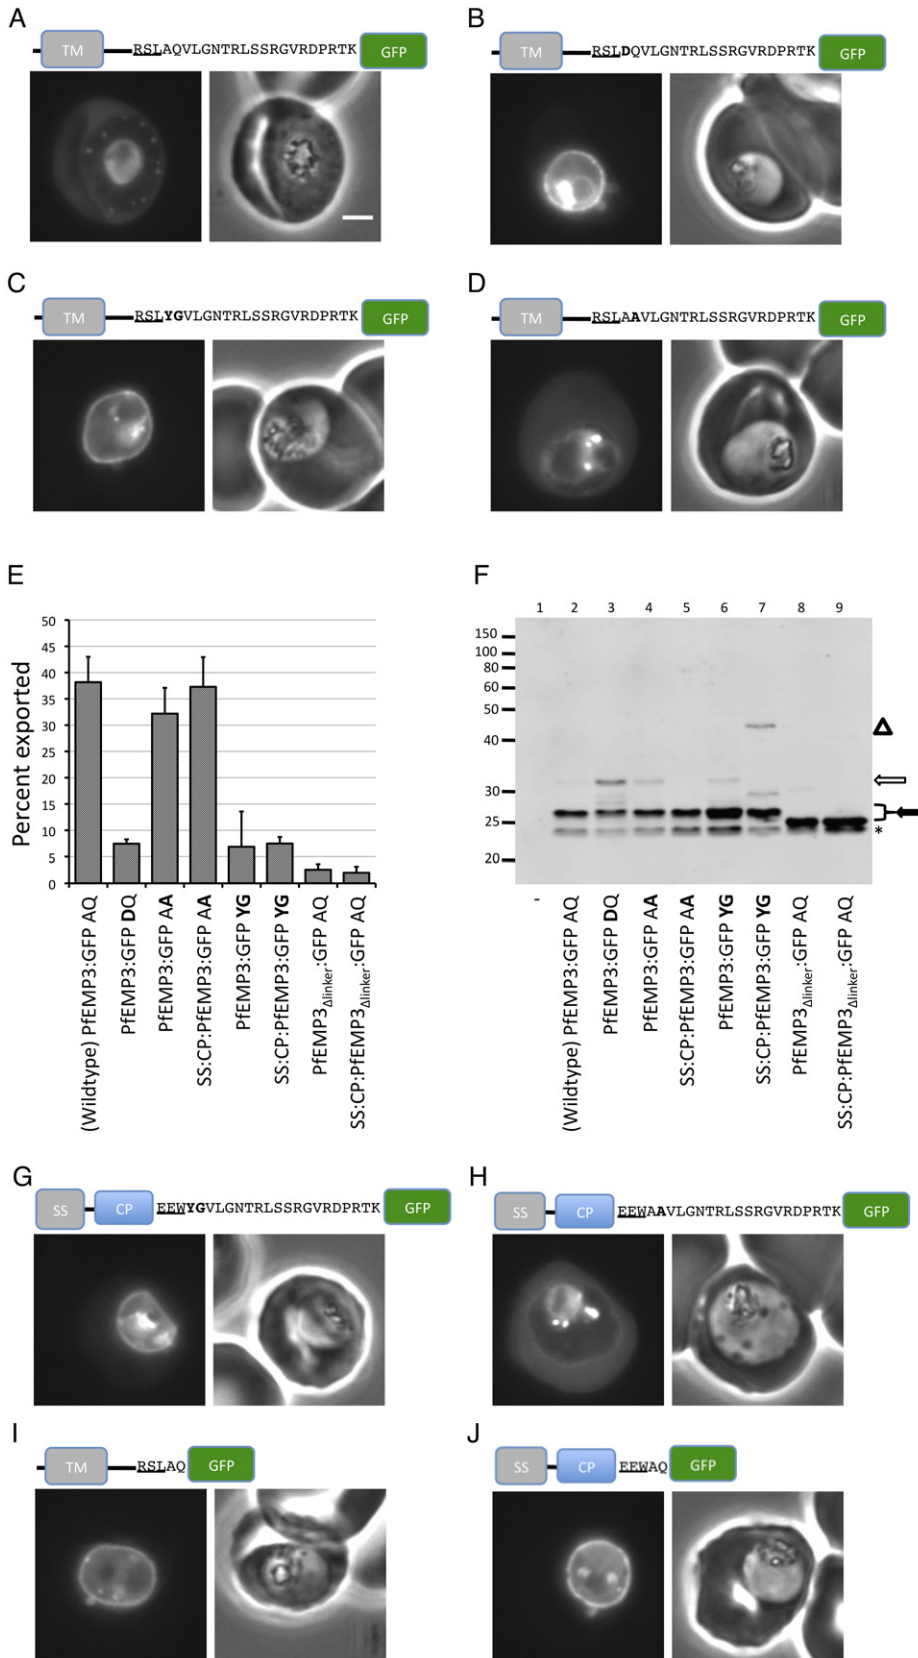 A
TM RSLAQVLGNTRLSSRGVRDPRTK GFP
B
TM RSLDQVLGNTRLSSRGVRDPRTK GFP
C
TM RSLYGVLGNTRLSSRGVRDPRTK GFP
D
TM RSLAAVLGNTRLSSRGVRDPRTK GFP
E
Percent exported
50
45
40
35
30
25
20
15
10
5
0
(Wildtype) PfEMP3:GFP AQ
PfEMP3:GFP DQ
PfEMP3:GFP AA
SS:CP:PfEMP3:GFP AA
PfEMP3:GFP YG
SS:CP:PfEMP3:GFP YG
PfEMP3Δlinker:GFP AQ
SS:CP:PfEMP3Δlinker:GFP AQ
F
1 2 3 4 5 6 7 8 9
150
100
80
60
50
40
30
25
20
Δ
*
-
(Wildtype) PfEMP3:GFP AQ
PfEMP3:GFP DQ
PfEMP3:GFP AA
SS:CP:PfEMP3:GFP AA
PfEMP3:GFP YG
SS:CP:PfEMP3:GFP YG
PfEMP3Δlinker:GFP AQ
SS:CP:PfEMP3Δlinker:GFP AQ
G
SS CP EEWYGVLGNTRLSSRGVRDPRTK GFP
H
SS CP EEWAAVLGNTRLSSRGVRDPRTK GFP
I
TM RSLAQ GFP
J
SS CP EEWAQ GFP